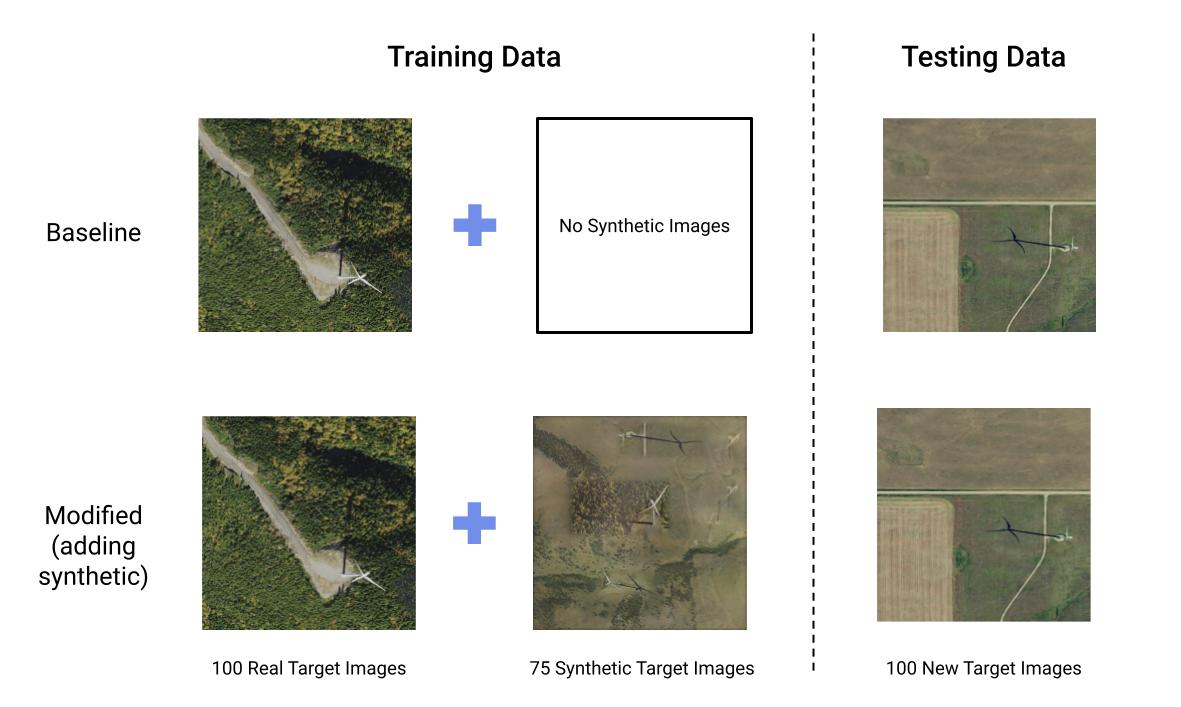 Training Data
Testing Data
Baseline
No Synthetic Images
Modified
(adding
synthetic)
100 Real Target Images
75 Synthetic Target Images
100 New Target Images